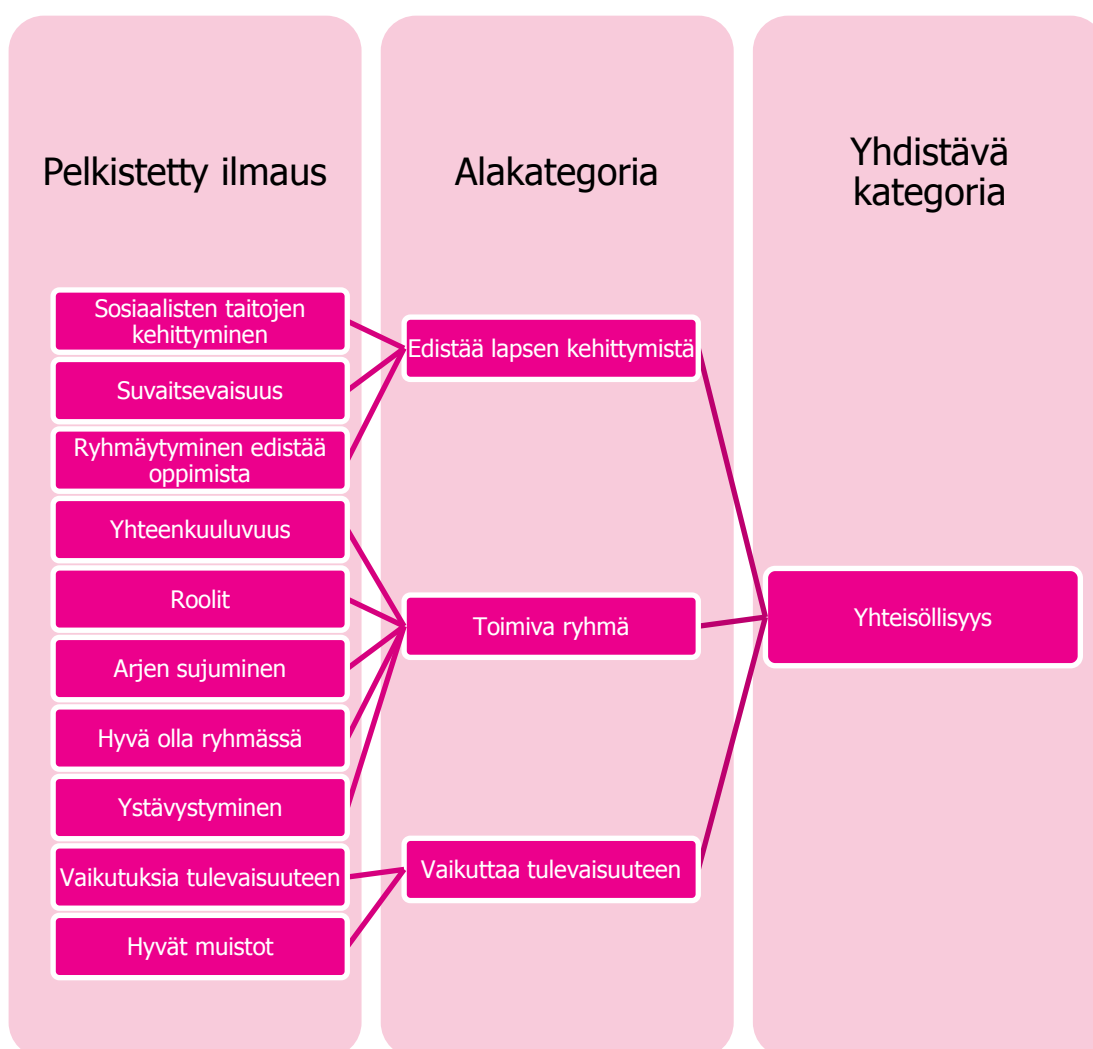 Pelkistetty ilmaus
Alakategoria
Yhdistävä
kategoria
Sosiaalisten taitojen
kehittyminen
Suvaitsevaisuus
Ryhmäytyminen edistää
oppimista
Yhteenkuuluvuus
Roolit
Arjen sujuminen
Hyvä olla ryhmässä
Ystävystyminen
Vaikutuksia tulevaisuuteen
Hyvät muistot
Edistää lapsen kehittymistä
Toimiva ryhmä
Vaikuttaa tulevaisuuteen
Yhteisöllisyys